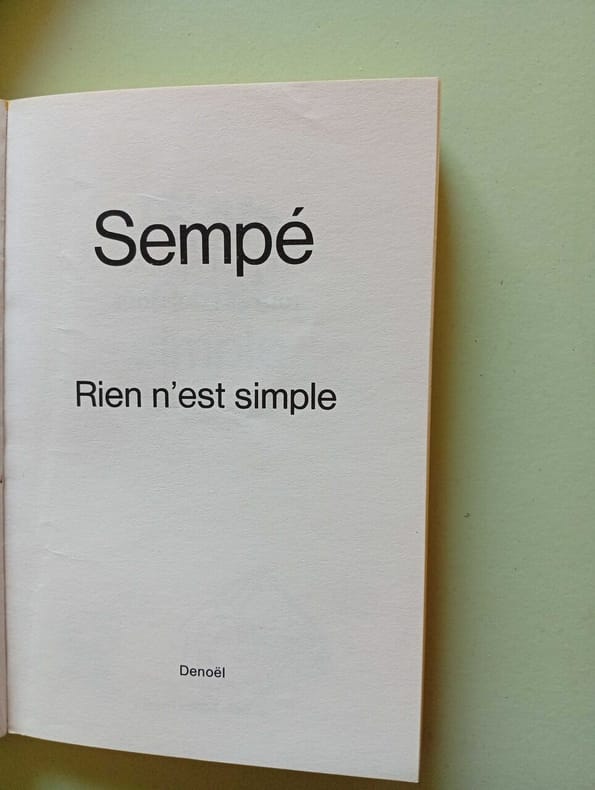 Sempé
Rien n’est simple
Denoël